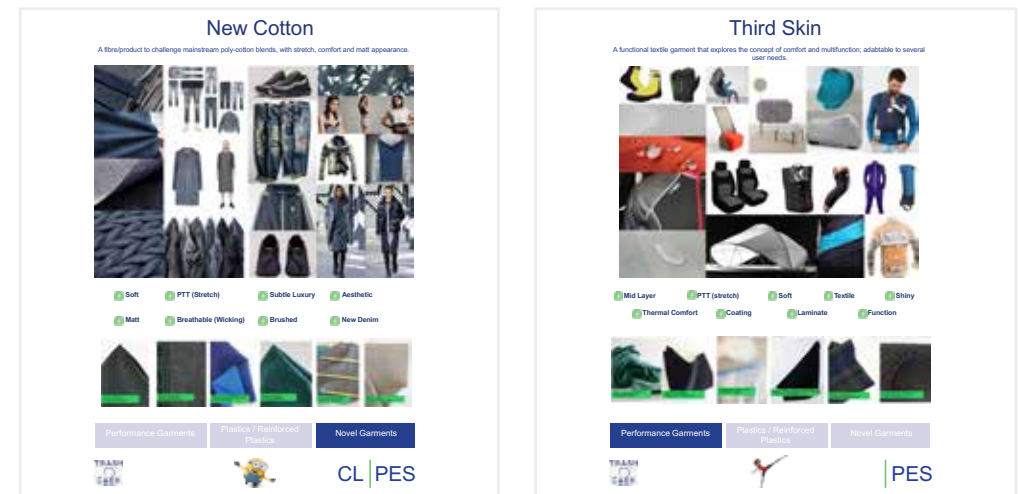 New Cotton
A fibre/product to challenge mainstream poly-cotton blends, with stretch, comfort and matt appearance.
Soft
PTT (Stretch)
Subtle Luxury
Aesthetic
Matt
Breathable (Wicking)
Brushed
New Denim
Performance Garments
Plastics / Reinforced
Plastics
Novel Garments
TRASH
CL PES
Third Skin
A functional textile garment that explores the concept of comfort and multifunction; adabtable to several
user needs.
Mid Layer
PTT (stretch)
Soft
Textile
Shiny
Thermal Comfort
Coating
Laminate
Function
Performance Garments
Plastics / Reinforced
Plastics
Novel Garments
TRASH
PES